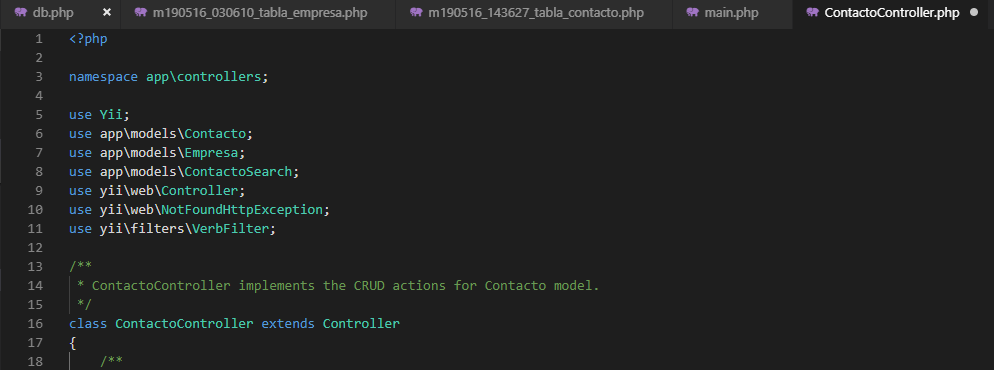 db.php × m190516_030610_tabla_empresa.php m190516_143627_tabla_contacto.php main.php ContactoController.php
1 <?php
2
3 namespace app\controllers;
4
5 use Yii;
6 use app\models\Contacto;
7 use app\models\Empresa;
8 use app\models\ContactoSearch;
9 use yii\web\Controller;
10 use yii\web\NotFoundHttpException;
11 use yii\filters\VerbFilter;
12
13 /**
14  * ContactoController implements the CRUD actions for Contacto model.
15  */
16 class ContactoController extends Controller
17 {
18     /**